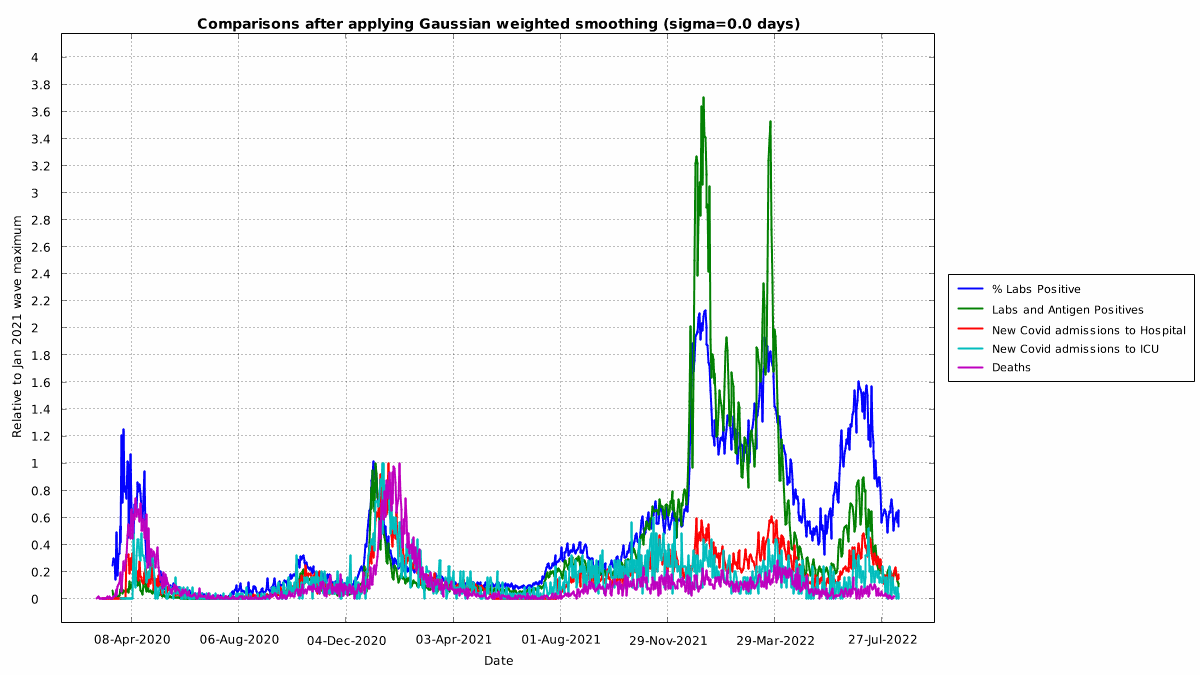 Comparisons after applying Gaussian weighted smoothing (sigma=0.0 days)
Relative to Jan 2021 wave maximum
4
3.8
3.6
3.4
3.2
3
2.8
2.6
2.4
2.2
2
1.8
1.6
1.4
1.2
1
0.8
0.6
0.4
0.2
0
08-Apr-2020
06-Aug-2020
04-Dec-2020
03-Apr-2021
01-Aug-2021
29-Nov-2021
29-Mar-2022
27-Jul-2022
Date
% Labs Positive
Labs and Antigen Positives
New Covid admissions to Hospital
New Covid admissions to ICU
Deaths